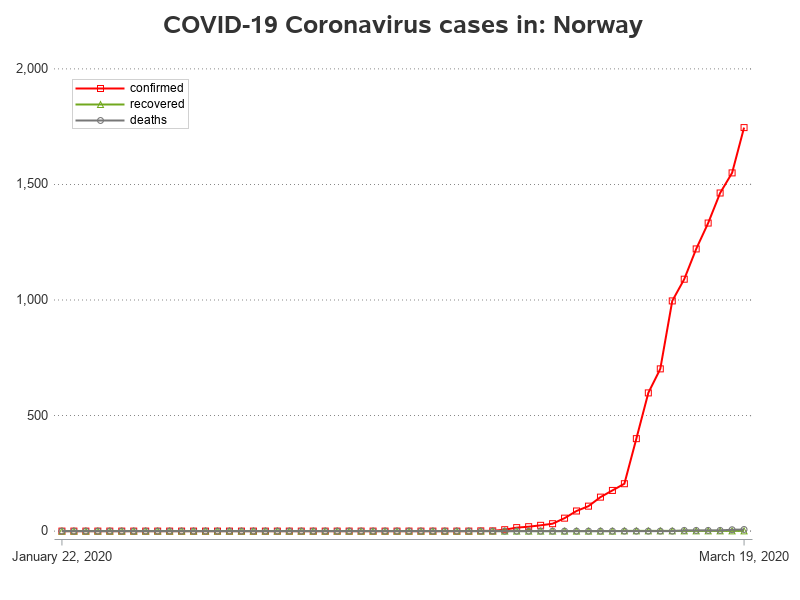 COVID-19 Coronavirus cases in: Norway
2,000
confirmed
recovered
deaths
1,500
1,000
500
0
January 22, 2020
March 19, 2020